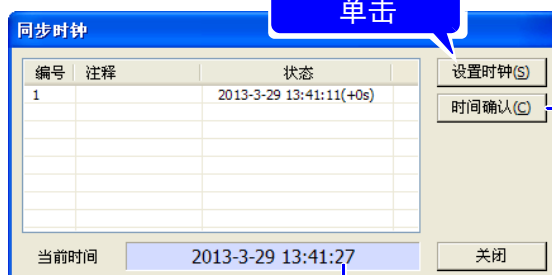 单击
同步时钟
编号 注释 状态 设置时钟(S)
1 2013-3-29 13:41:11(+0s)
时间确认(C)
当前时间 2013-3-29 13:41:27 关闭